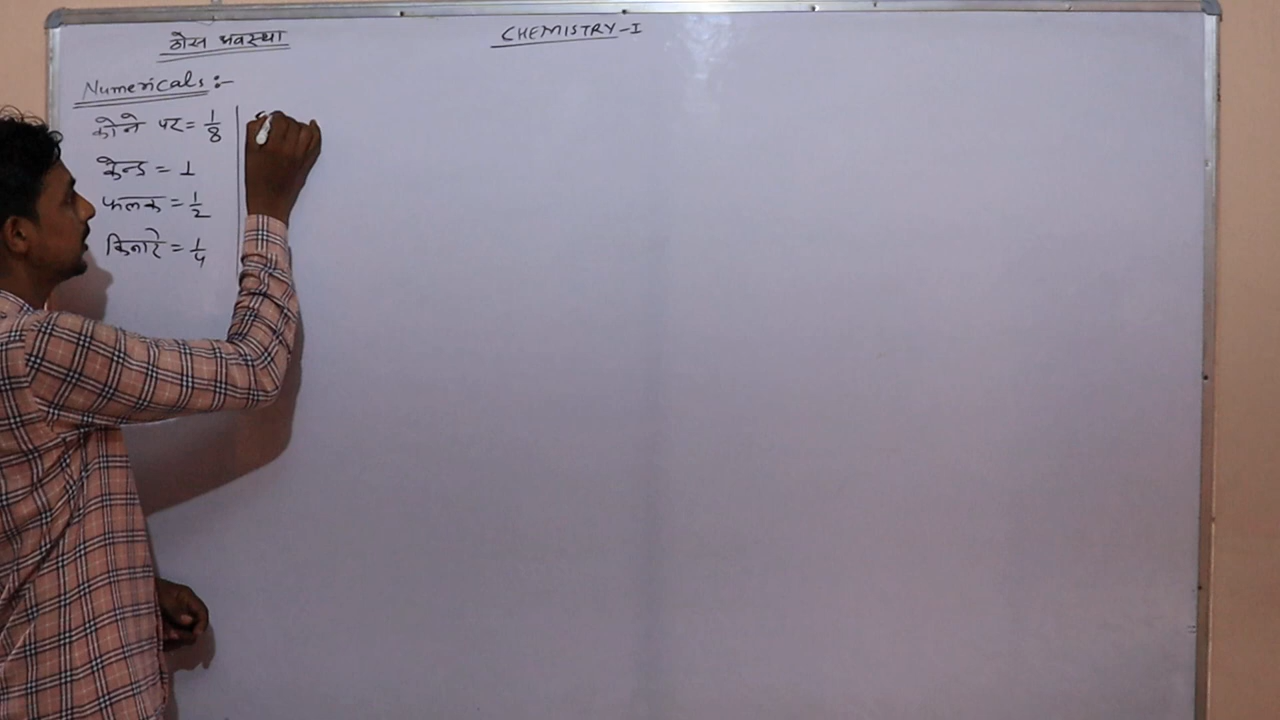 ठोस अवस्था
CHEMISTRY-I
Numericals:-
कोने पर = 1/8
केन्द्र = 1
फलक = 1/2
किनारे = 1/4